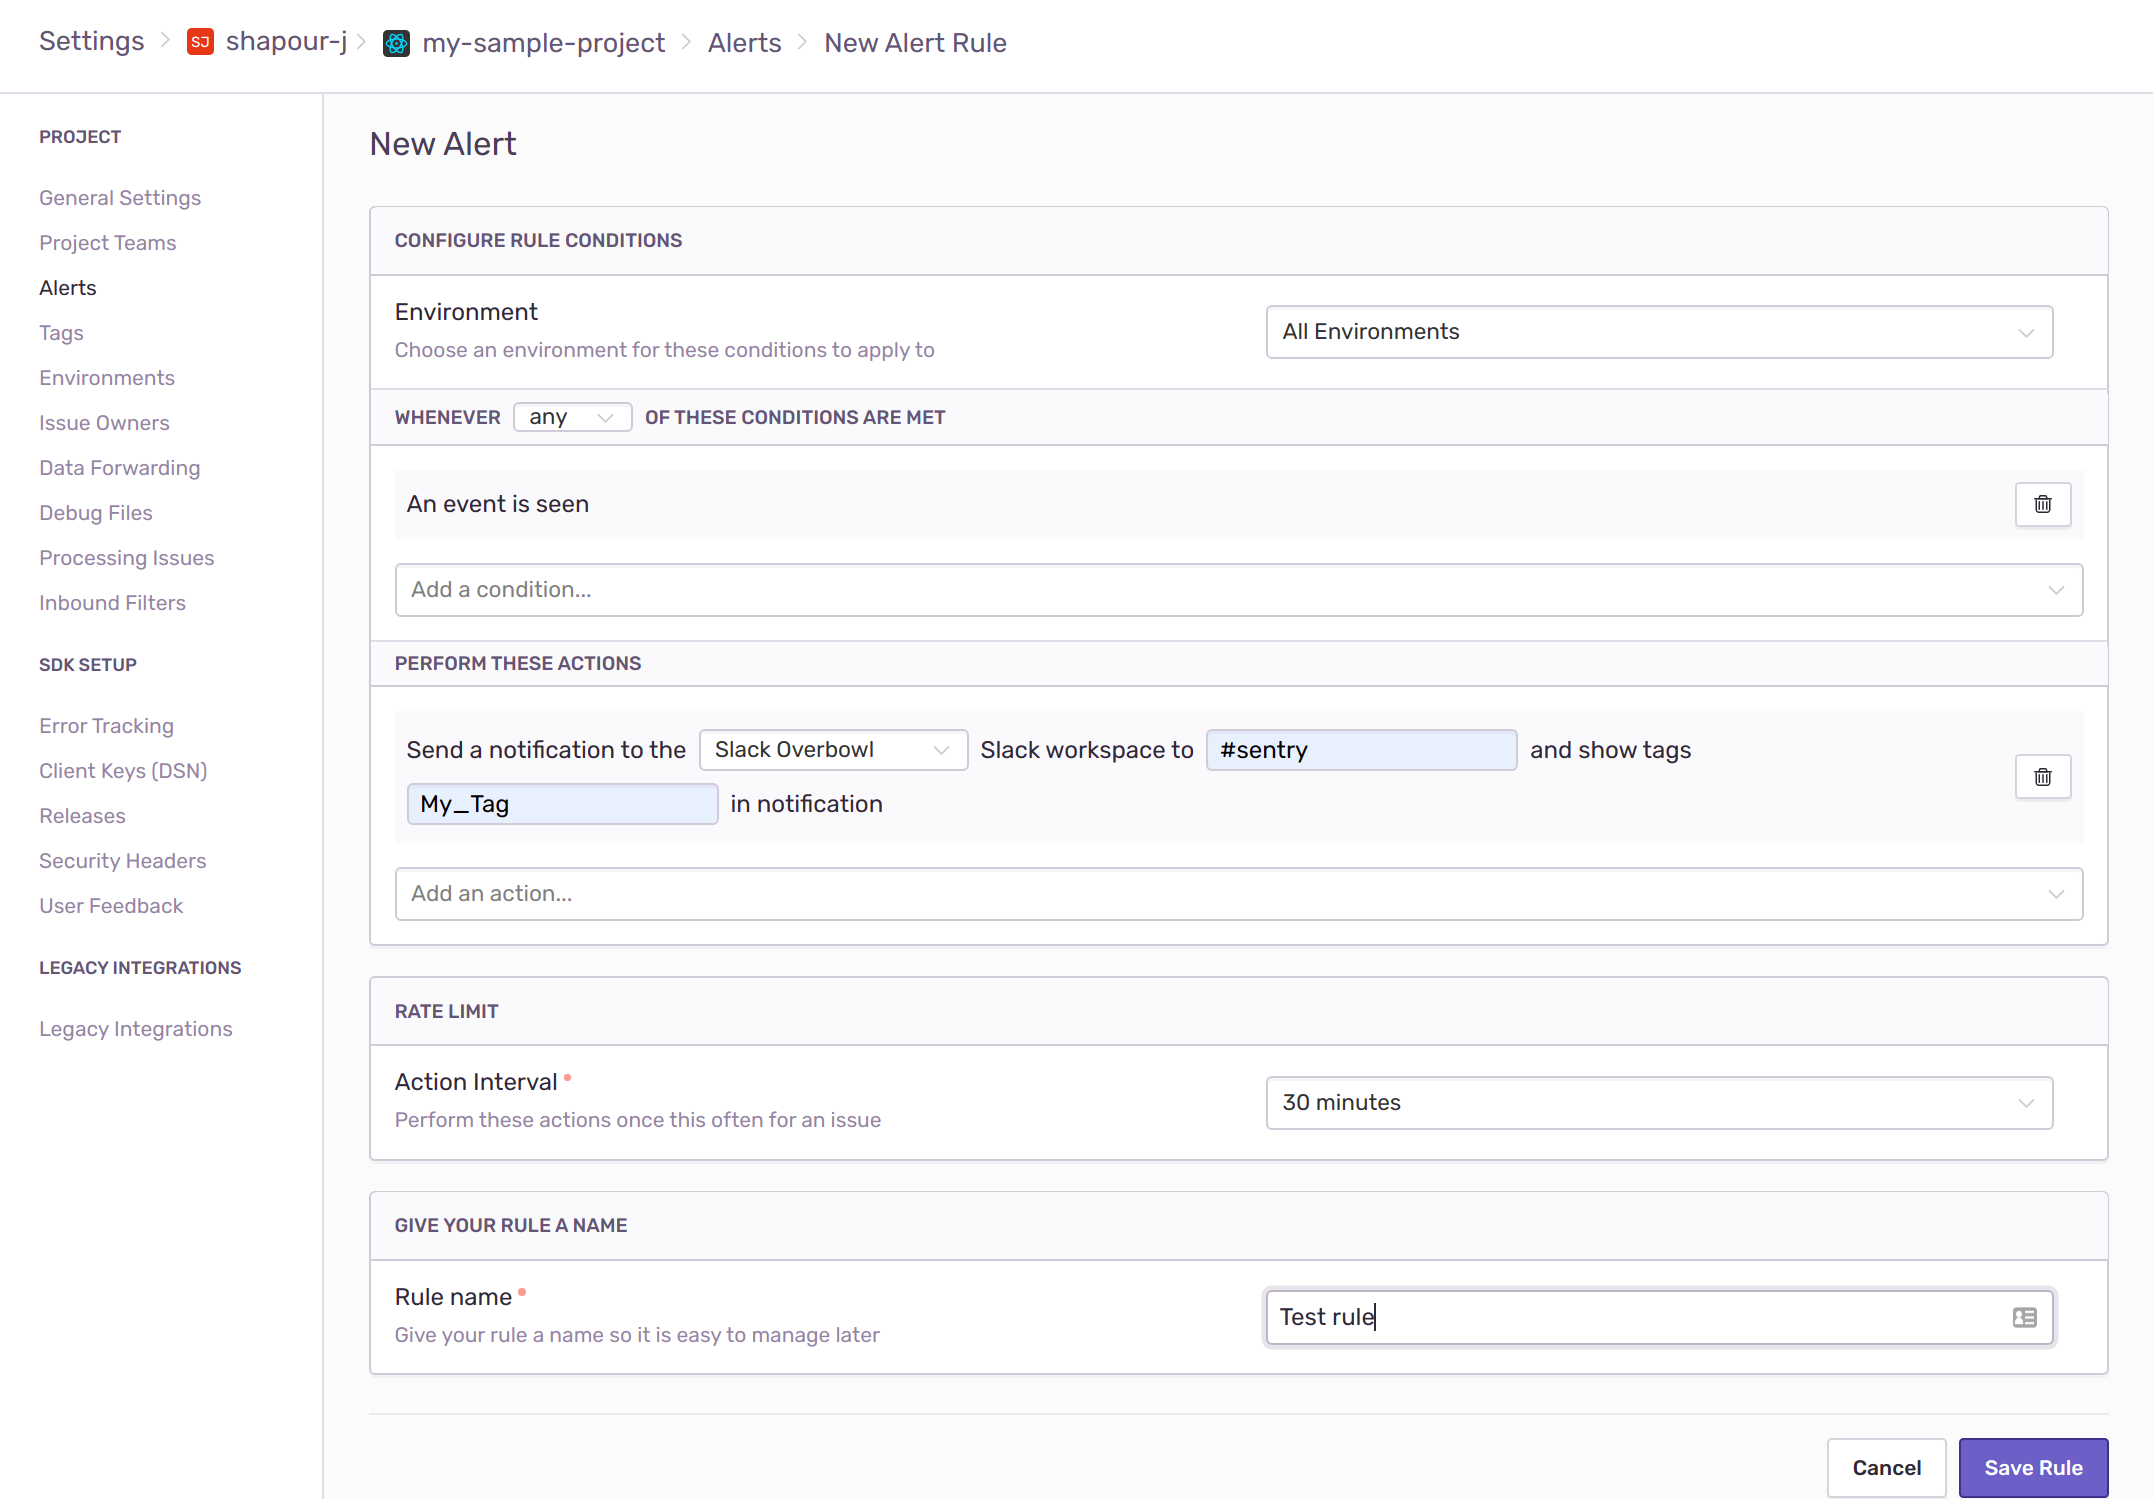 Settings > SJ shapour-j > my-sample-project > Alerts > New Alert Rule
PROJECT
General Settings
Project Teams
Alerts
Tags
Environments
Issue Owners
Data Forwarding
Debug Files
Processing Issues
Inbound Filters
SDK SETUP
Error Tracking
Client Keys (DSN)
Releases
Security Headers
User Feedback
LEGACY INTEGRATIONS
Legacy Integrations
New Alert
CONFIGURE RULE CONDITIONS
Environment
Choose an environment for these conditions to apply to
All Environments
WHENEVER any OF THESE CONDITIONS ARE MET
An event is seen
Add a condition...
PERFORM THESE ACTIONS
Send a notification to the Slack Overbowl Slack workspace to #sentry and show tags
My_Tag in notification
Add an action...
RATE LIMIT
Action Interval
Perform these actions once this often for an issue
30 minutes
GIVE YOUR RULE A NAME
Rule name
Give your rule a name so it is easy to manage later
Test rule
Cancel Save Rule